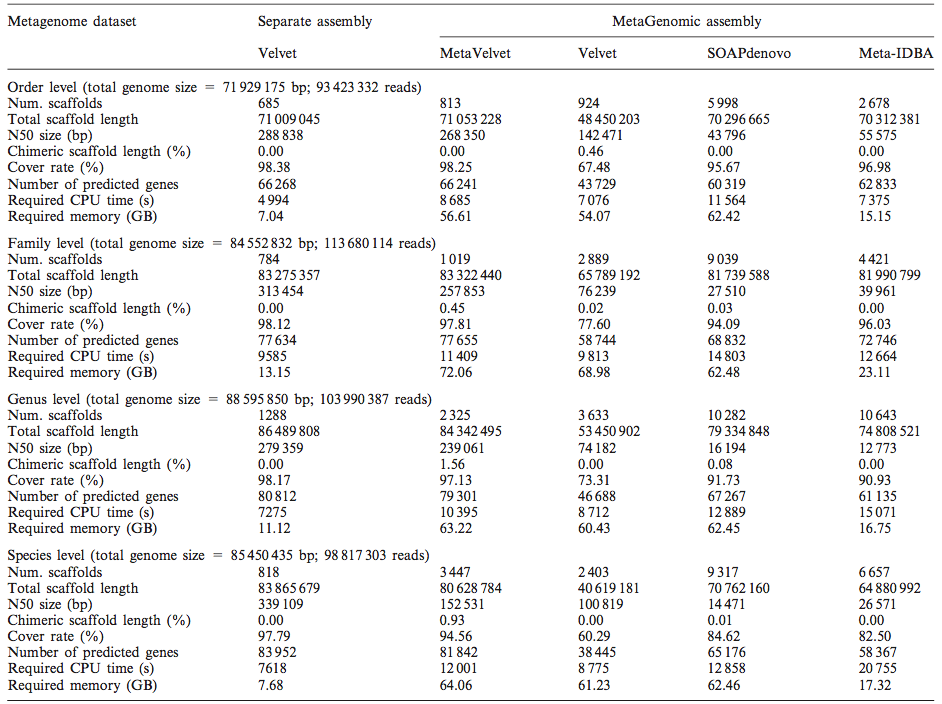 Metagenome dataset Separate assembly MetaGenomic assembly
Velvet MetaVelvet Velvet SOAPdenovo Meta-IDBA
Order level (total genome size = 71 929 175 bp; 93 423 332 reads)
Num. scaffolds 685 813 924 5 998 2 678
Total scaffold length 71 009 045 71 053 228 48 450 203 70 296 665 70 312 381
N50 size (bp) 288 838 268 350 142 471 43 796 55 575
Chimeric scaffold length (%) 0.00 0.00 0.46 0.00 0.00
Cover rate (%) 98.38 98.25 67.48 95.67 96.98
Number of predicted genes 66 268 66 241 43 729 60 319 62 833
Required CPU time (s) 4 994 8 685 7 076 11 564 7 375
Required memory (GB) 7.04 56.61 54.07 62.42 15.15
Family level (total genome size = 84 552 832 bp; 113 680 114 reads)
Num. scaffolds 784 1 019 2 889 9 039 4 421
Total scaffold length 83 275 357 83 322 440 65 789 192 81 739 588 81 990 799
N50 size (bp) 313 454 257 853 76 239 27 510 39 961
Chimeric scaffold length (%) 0.00 0.45 0.02 0.03 0.00
Cover rate (%) 98.12 97.81 77.60 94.09 96.03
Number of predicted genes 77 634 77 655 58 744 68 832 72 746
Required CPU time (s) 9585 11 409 9 813 14 803 12 664
Required memory (GB) 13.15 72.06 68.98 62.48 23.11
Genus level (total genome size = 88 595 850 bp; 103 990 387 reads)
Num. scaffolds 1288 2 325 3 633 10 282 10 643
Total scaffold length 86 489 808 84 342 495 53 450 902 79 334 848 74 808 521
N50 size (bp) 279 359 239 061 74 182 16 194 12 773
Chimeric scaffold length (%) 0.00 1.56 0.00 0.08 0.00
Cover rate (%) 98.17 97.13 73.31 91.73 90.93
Number of predicted genes 80 812 79 301 46 688 67 267 61 135
Required CPU time (s) 7275 10 395 8 712 12 889 15 071
Required memory (GB) 11.12 63.22 60.43 62.45 16.75
Species level (total genome size = 85 450 435 bp; 98 817 303 reads)
Num. scaffolds 818 3 447 2 403 9 317 6 657
Total scaffold length 83 865 679 80 628 784 40 619 181 70 762 160 64 880 992
N50 size (bp) 339 109 152 531 100 819 14 471 26 571
Chimeric scaffold length (%) 0.00 0.93 0.00 0.01 0.00
Cover rate (%) 97.79 94.56 60.29 84.62 82.50
Number of predicted genes 83 952 81 842 38 445 65 176 58 367
Required CPU time (s) 7618 12 001 8 775 12 858 20 755
Required memory (GB) 7.68 64.06 61.23 62.46 17.32